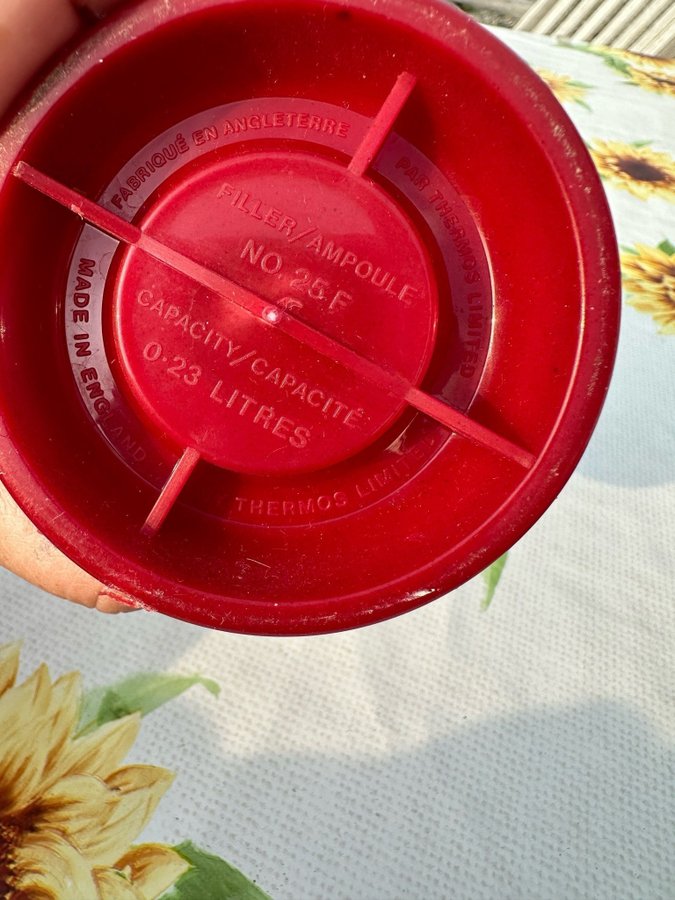 FABRIQUÉ EN ANGLETERRE
PAR THERMOS LIMITED
FILLER/AMPOULE
NO. 25.F
CAPACITY/CAPACITÉ
0·23 LITRES
MADE IN ENGLAND
THERMOS LIMITED